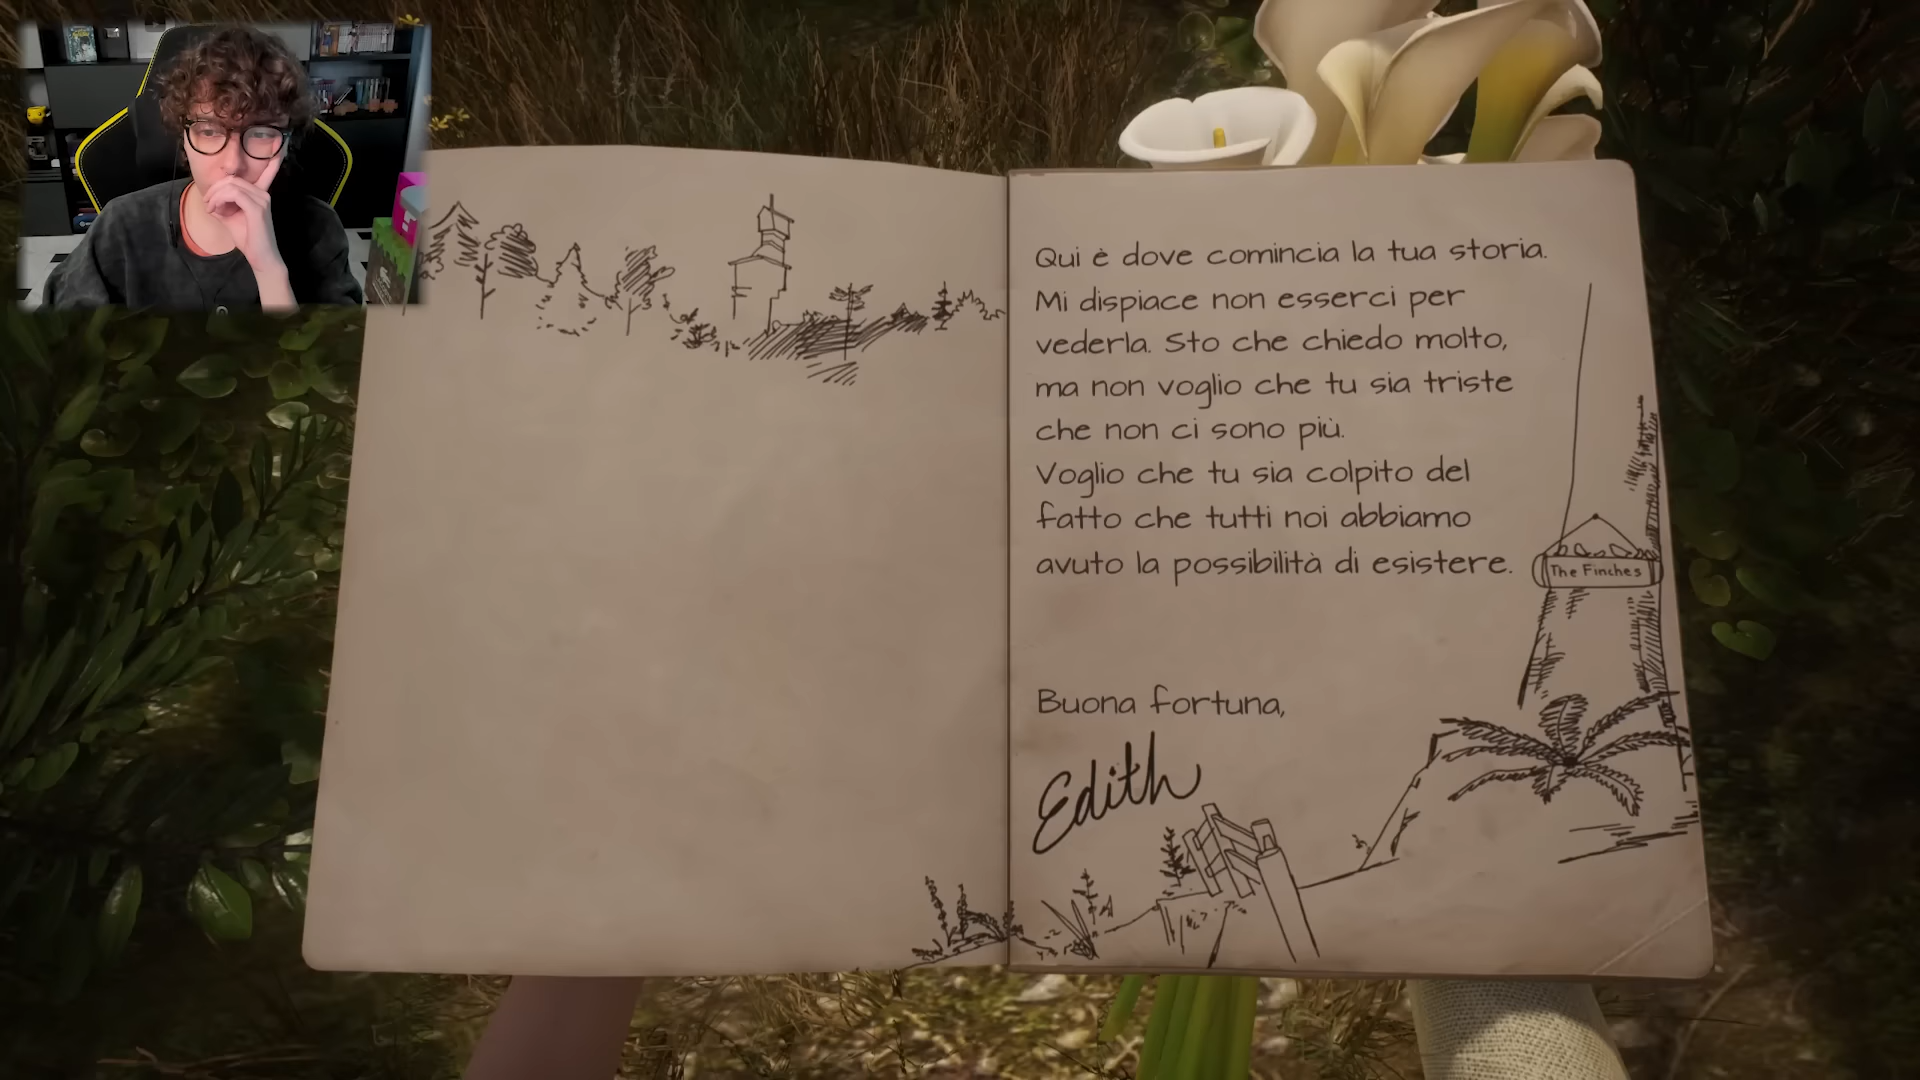 Qui è dove comincia la tua storia.
Mi dispiace non esserci per
vederla. Sto che chiedo molto,
ma non voglio che tu sia triste
che non ci sono più.
Voglio che tu sia colpito del
fatto che tutti noi abbiamo
avuto la possibilità di esistere.
The Finches
Buona fortuna,
Edith